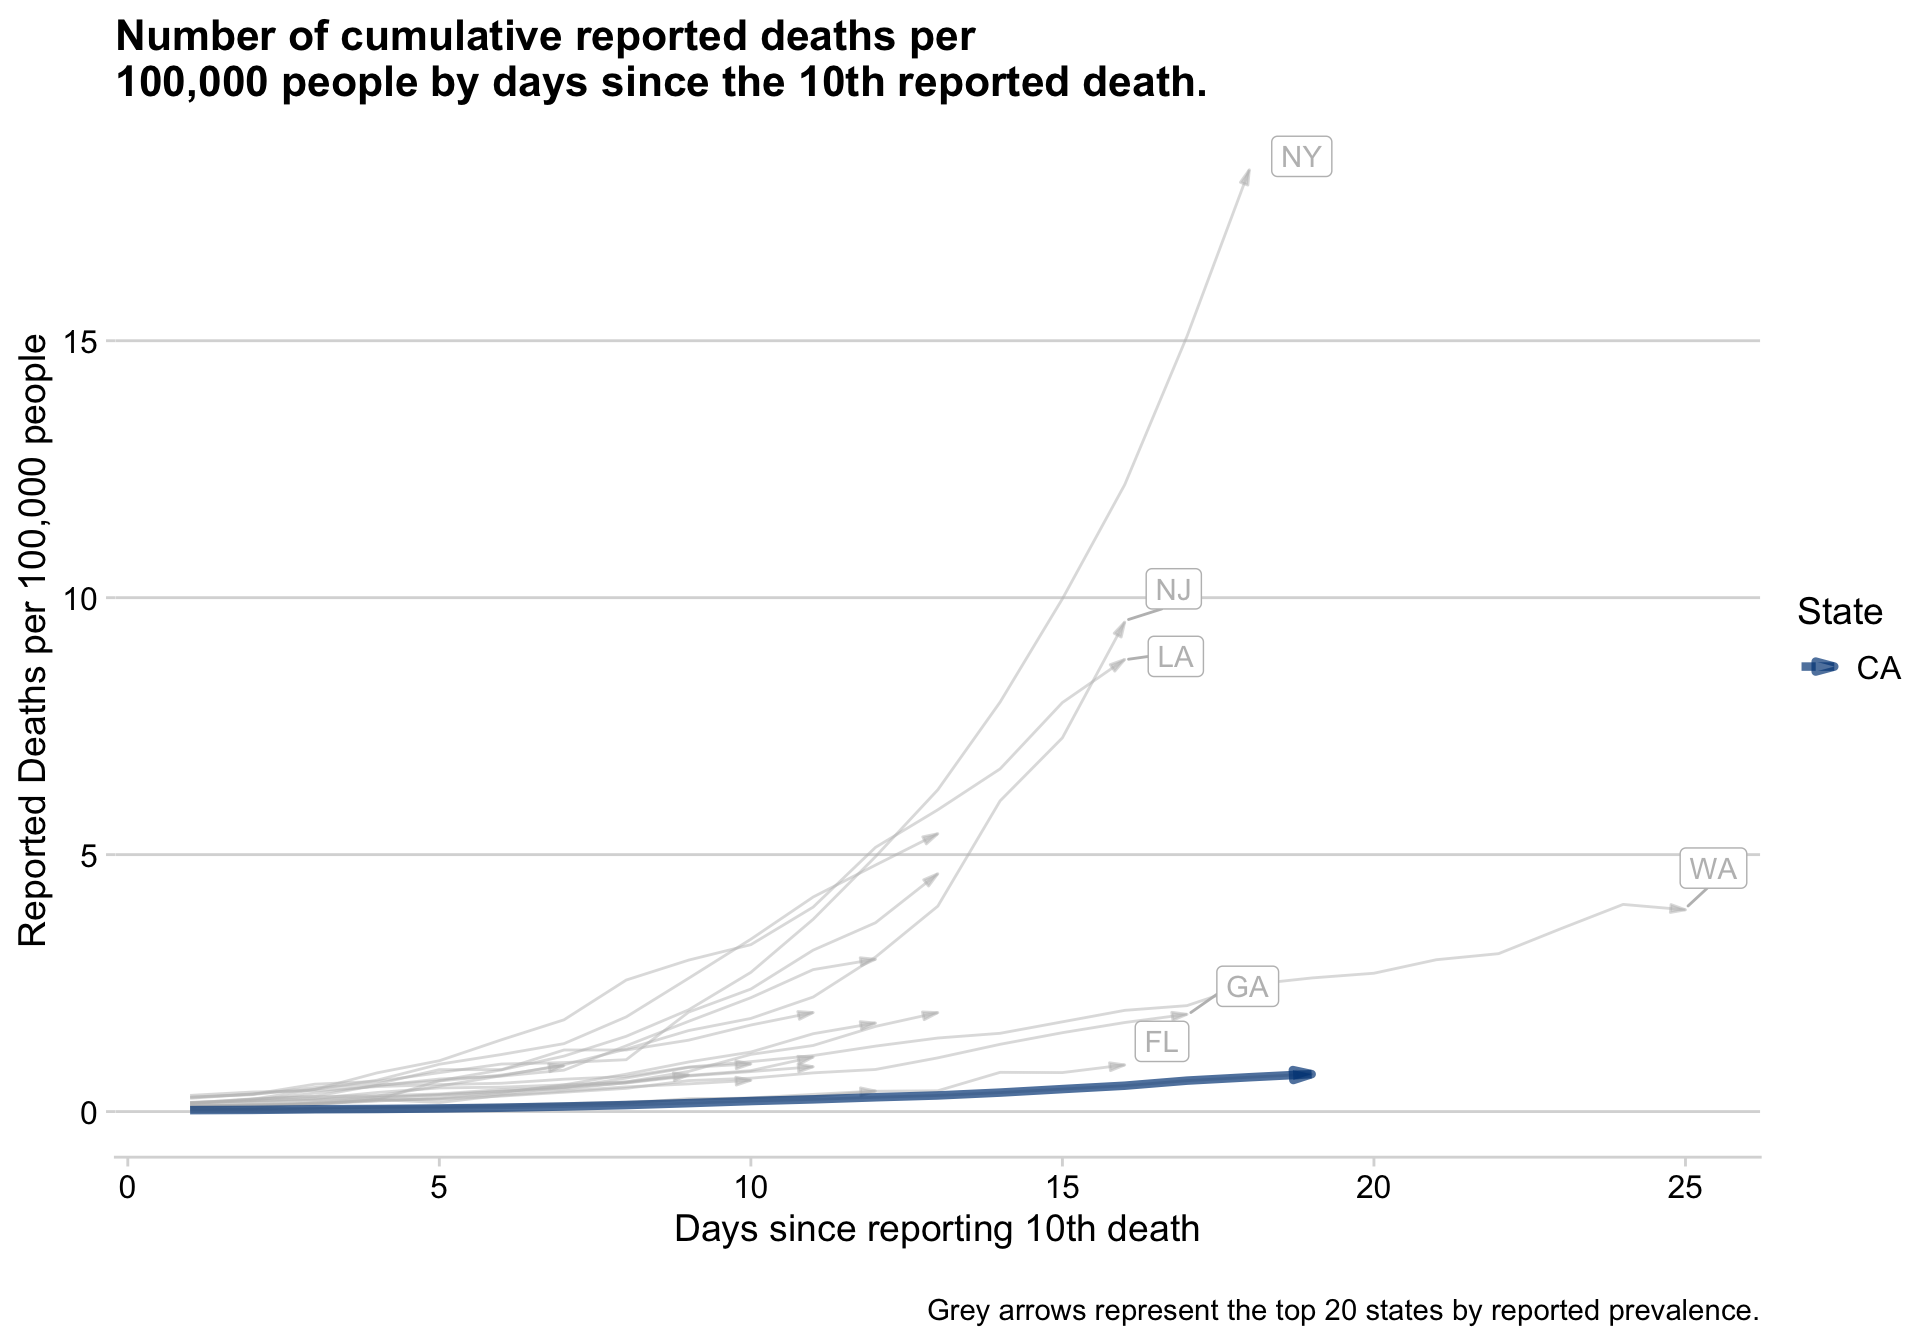 Number of cumulative reported deaths per
100,000 people by days since the 10th reported death.
NY
15
NJ
10
LA
State
CA
5
WA
GA
FL
0
Reported Deaths per 100,000 people
0 5 10 15 20 25
Days since reporting 10th death
Grey arrows represent the top 20 states by reported prevalence.